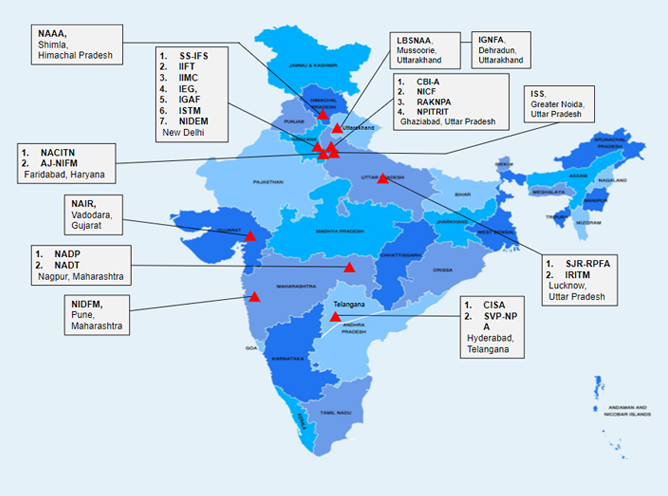 NAAA,
Shimla,
Himachal Pradesh
1. SS-IFS
2. IIFT
3. IIMC
4. IEG,
5. IGAF
6. ISTM
7. NIDEM
New Delhi
LBSNAA,
Mussoorie,
Uttarakhand
IGNFA,
Dehradun,
Uttarakhand
1. CBI-A
2. NICF
3. RAKNPA
4. NPITRIT
Ghaziabad, Uttar Pradesh
ISS,
Greater Noida,
Uttar Pradesh
1. NACITN
2. AJ-NIFM
Faridabad, Haryana
NAIR,
Vadodara,
Gujarat
1. NADP
2. NADT
Nagpur, Maharashtra
NIDFM,
Pune,
Maharashtra
1. SJR-RPFA
2. IRITM
Lucknow,
Uttar Pradesh
1. CISA
2. SVP-NP
A
Hyderabad,
Telangana
JAMMU & KASHMIR
HIMACHAL
PRADESH
PUNJAB
Uttarakhand
HARYANA
RAJASTHAN
UTTAR PRADESH
BIHAR
SIKKIM
ARUNACHAL
PRADESH
ASSAM
NAGALAND
MEGHALAYA
MANIPUR
TRIPURA
MIZORAM
GUJARAT
MADHYA PRADESH
JHARKHAND
WEST BENGAL
CHHATTISGARH
ORISSA
MAHARASHTRA
Telangana
ANDHRA
PRADESH
GOA
KARNATAKA
TAMIL NADU
KERALA
ANDAMAN AND
NICOBAR ISLANDS